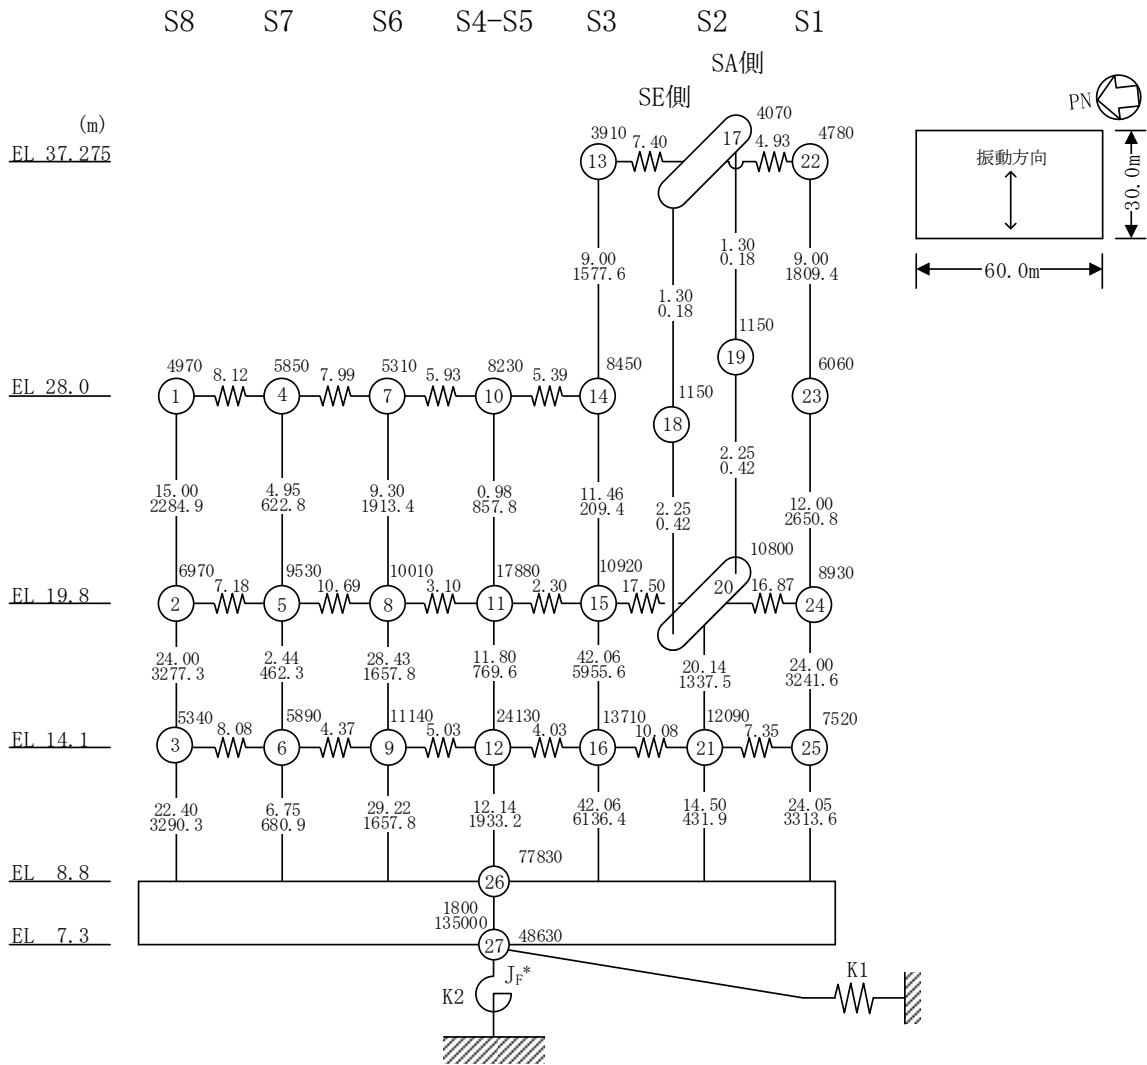 S8 S7 S6 S4-S5 S3 S2 S1
SA側
SE側
PN
(m)
4070
3910 7.40 17 4.93 4780
EL 37.275 13 22
振動方向
30.0m
60.0m
9.00
1577.6
1.30
0.18
1.30
0.18
9.00
1809.4
1150
19
4970 8.12 5850 7.99 5310 5.93 8230 5.39 8450 1150 6060
EL 28.0 1 4 7 10 14 18 23
15.00
2284.9
4.95
622.8
9.30
1913.4
0.98
857.8
11.46
209.4
2.25
0.42
2.25
0.42
12.00
2650.8
10800
6970 7.18 9530 10.69 10010 3.10 17880 2.30 10920 17.50 20 16.87 8930
EL 19.8 2 5 8 11 15 24
24.00
3277.3
2.44
462.3
28.43
1657.8
11.80
769.6
42.06
5955.6
20.14
1337.5
24.00
3241.6
5340 8.08 5890 4.37 11140 5.03 24130 4.03 13710 10.08 12090 7.35 7520
EL 14.1 3 6 9 12 16 21 25
22.40
3290.3
6.75
680.9
29.22
1657.8
12.14
1933.2
42.06
6136.4
14.50
431.9
24.05
3313.6
77830
EL 8.8 26
1800
135000
EL 7.3 27 48630
JF*
K2
K1